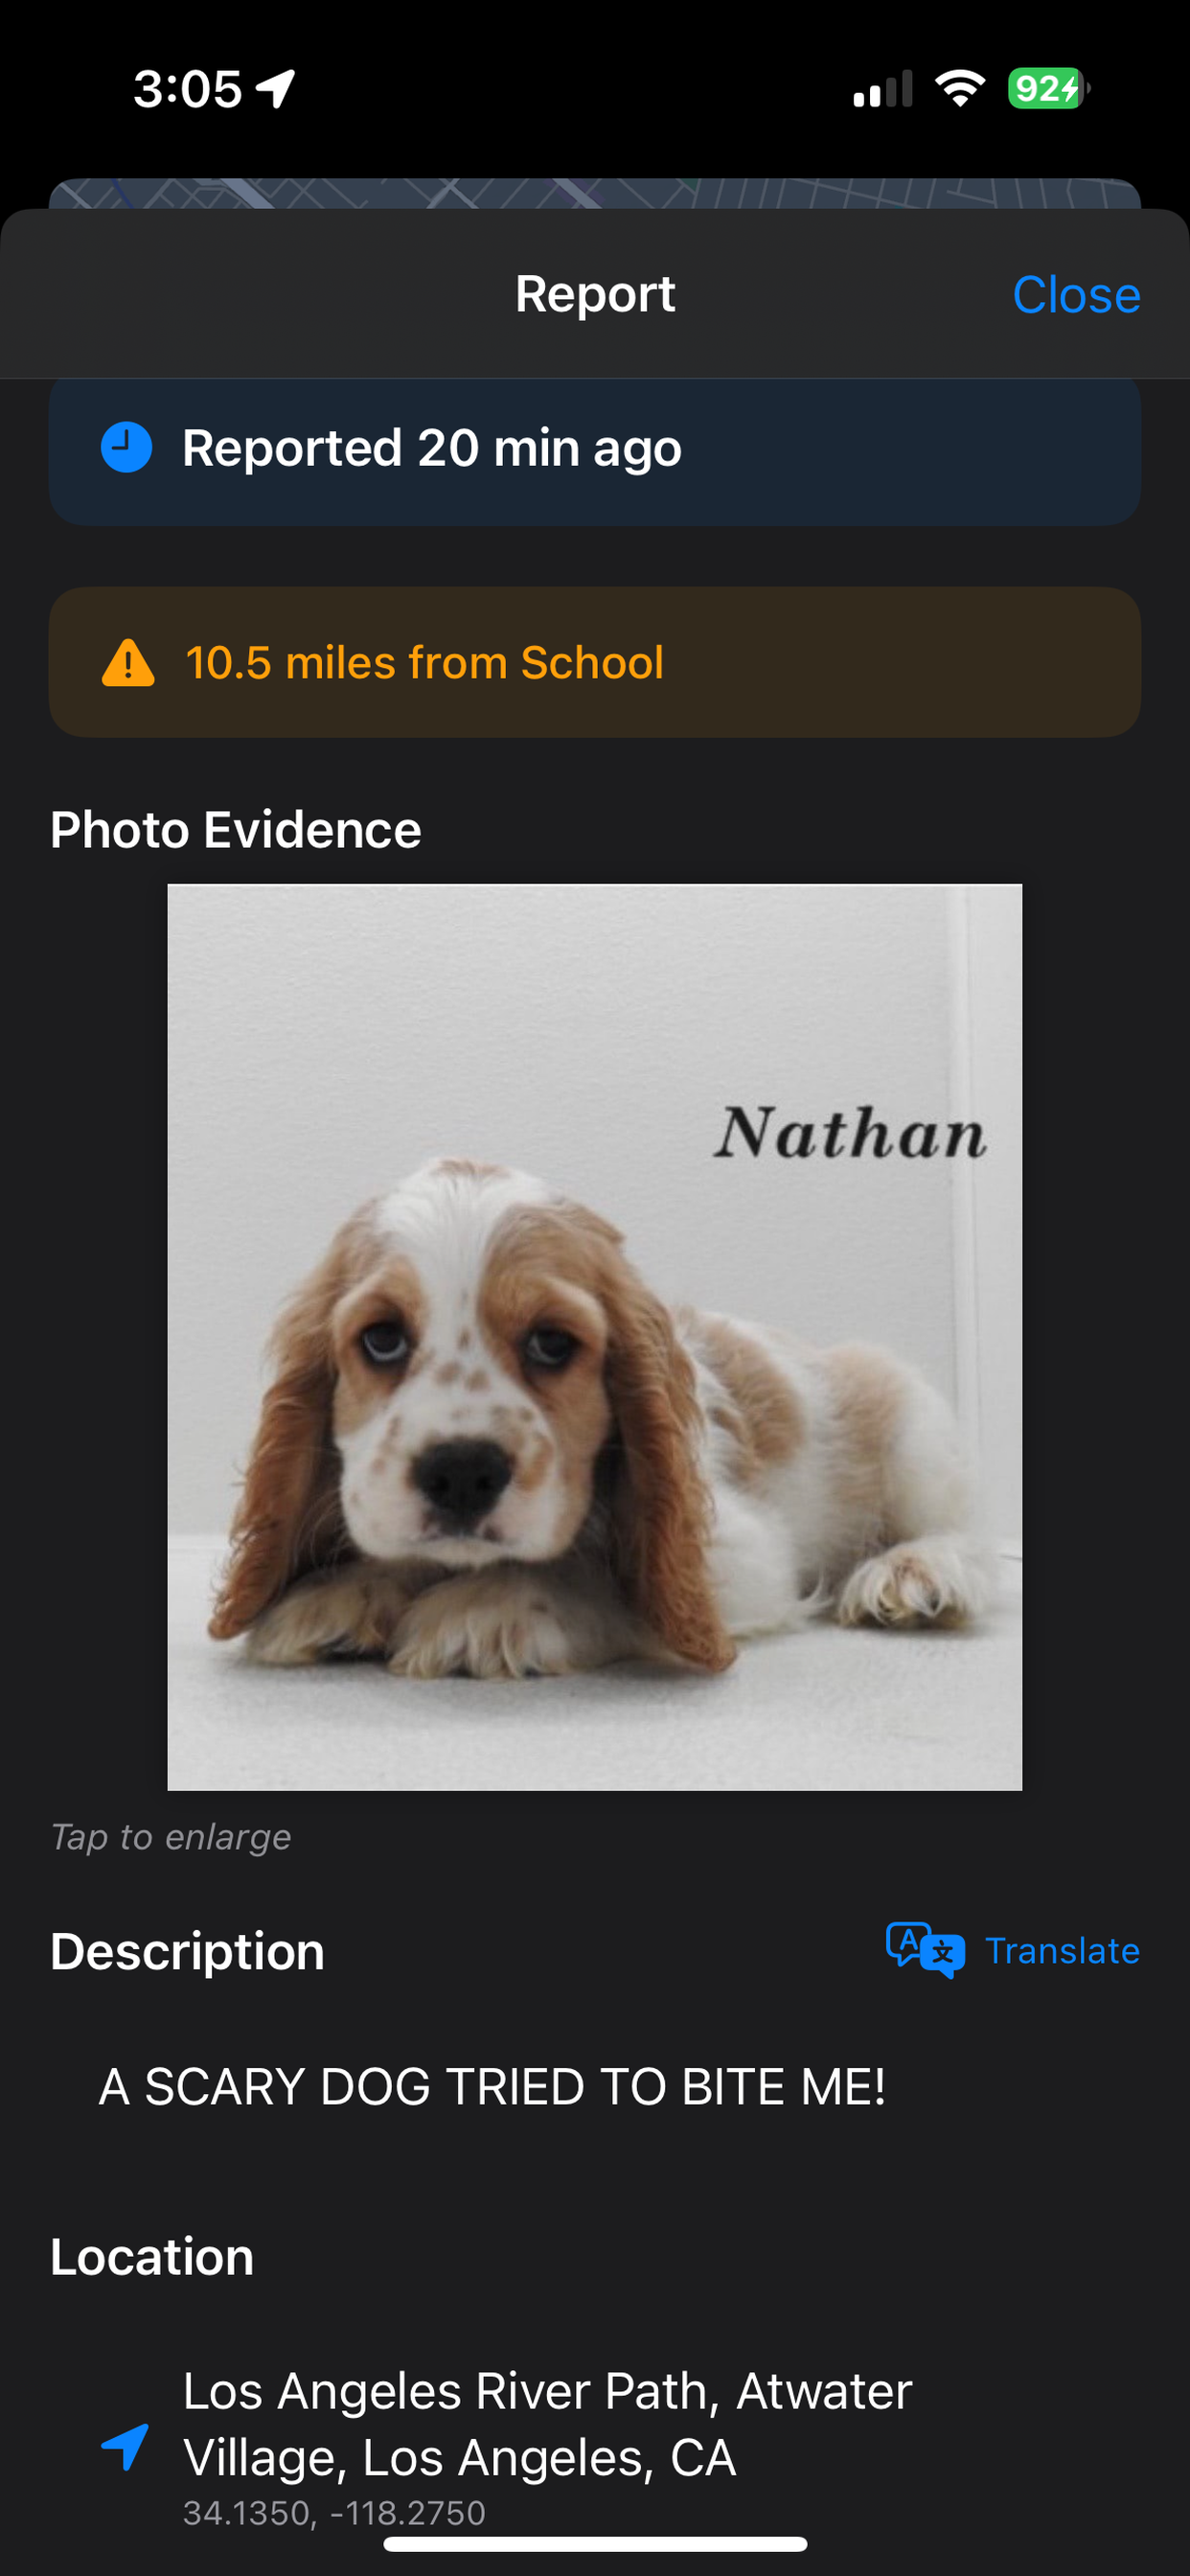 3:05
92
Report
Close
Reported 20 min ago
10.5 miles from School
Photo Evidence
Nathan
Tap to enlarge
Description
A文 Translate
A SCARY DOG TRIED TO BITE ME!
Location
Los Angeles River Path, Atwater
Village, Los Angeles, CA
34.1350, -118.2750